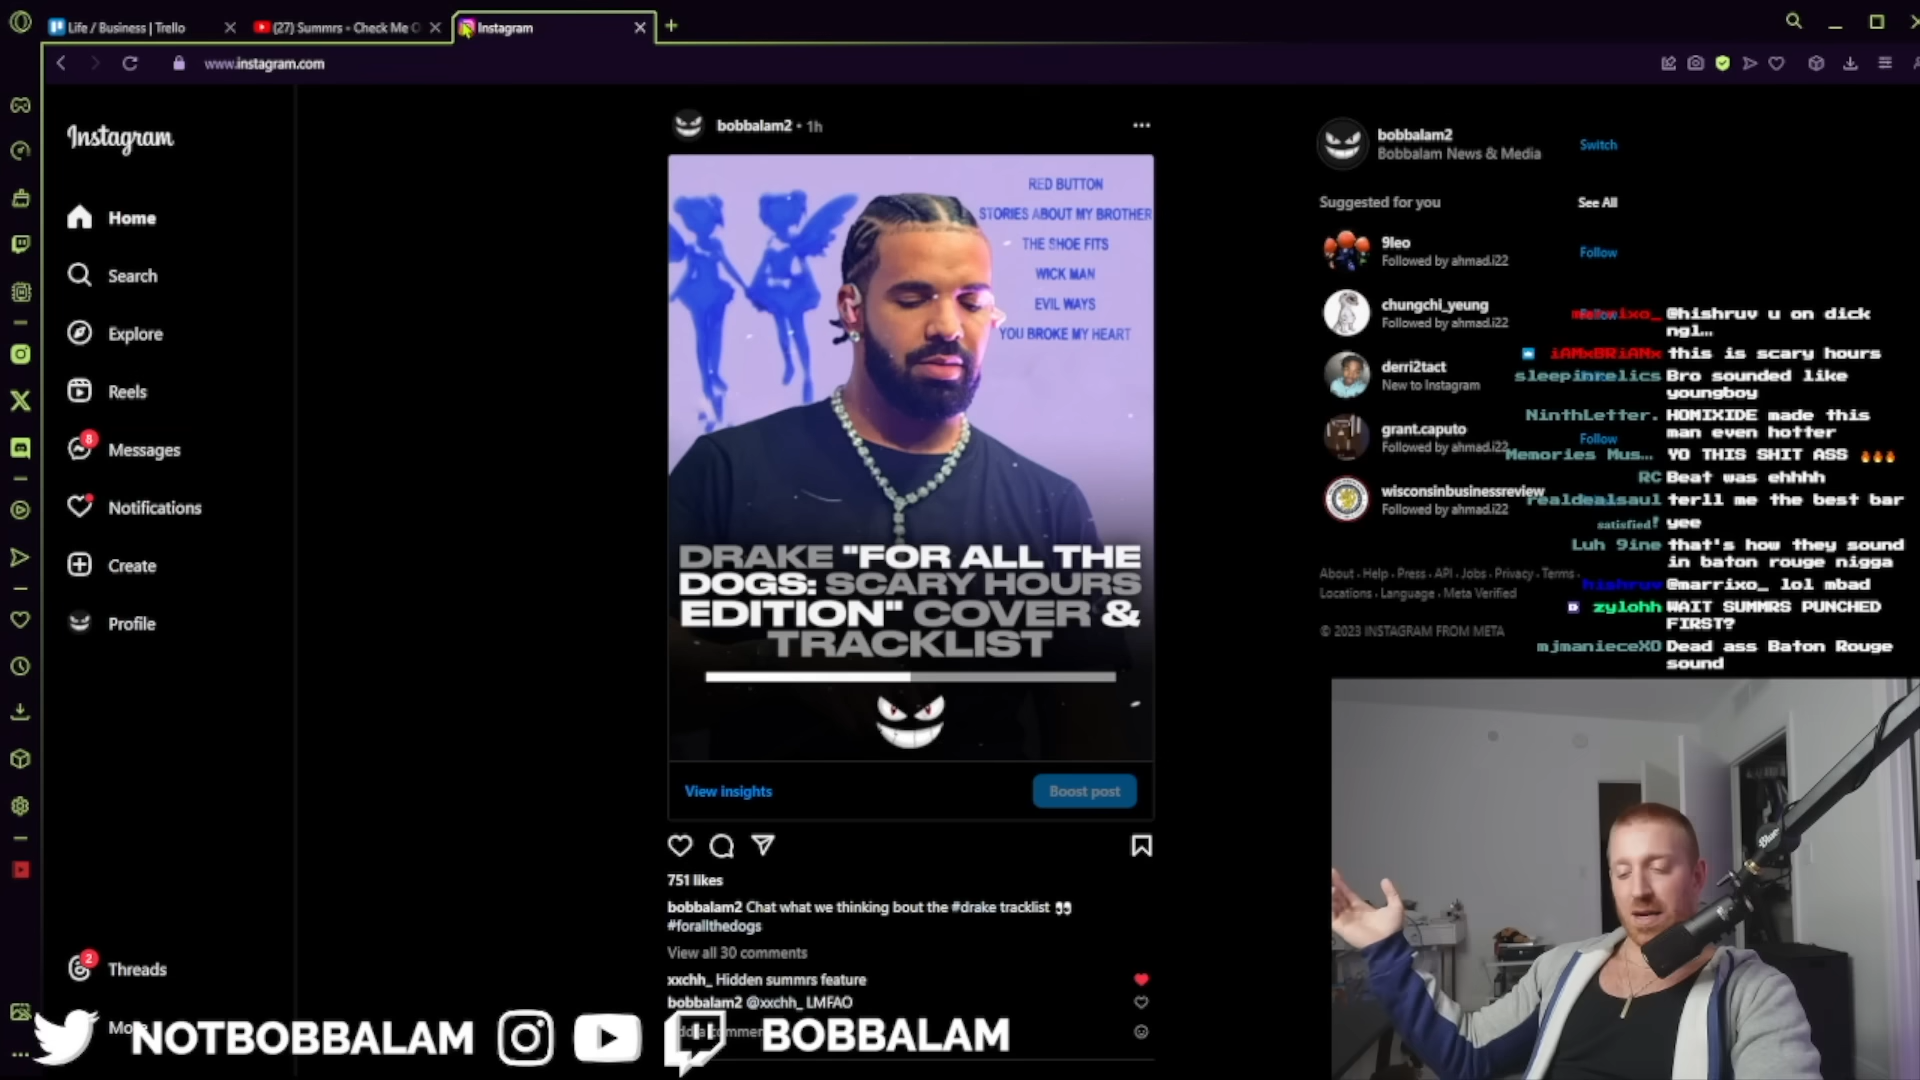 Life / Business | Trello
(27) Summrs - Check Me O
Instagram
www.instagram.com
Instagram
Home
Search
Explore
Reels
8
Messages
Notifications
Create
Profile
2
Threads
bobbalam2 • 1h
RED BUTTON
STORIES ABOUT MY BROTHER
THE SHOE FITS
WICK MAN
EVIL WAYS
YOU BROKE MY HEART
DRAKE "FOR ALL THE
DOGS: SCARY HOURS
EDITION" COVER &
TRACKLIST
View insights
Boost post
751 likes
bobbalam2 Chat what we thinking bout the #drake tracklist 👀
#forallthedogs
View all 30 comments
xxchh_ Hidden summrs feature
bobbalam2 @xxchh_ LMFAO
NOTBOBBALAM
BOBBALAM
bobbalam2
Bobbalam News & Media
Switch
Suggested for you
See All
9leo
Followed by ahmad.i22
Follow
chungchi_yeung
Followed by ahmad.i22
derri2tact
New to Instagram
grant.caputo
Followed by ahmad.i22
Follow
wisconsinbusinessreview
Followed by ahmad.i22
About · Help · Press · API · Jobs · Privacy · Terms ·
Locations · Language · Meta Verified
© 2023 INSTAGRAM FROM META
@hishruv u on dick
ngl…
iAMxBRiANx this is scary hours
Bro sounded like
youngboy
NinthLetter. HOMIXIDE made this
man even hotter
Memories Mus… YO THIS SHIT ASS 🔥🔥🔥
RC Beat was ehhhh
realdealsaul terll me the best bar
satisfied! yee
Luh 9ine that's how they sound
in baton rouge nigga
hishruv @marrixo_ lol mbad
zylohh WAIT SUMMRS PUNCHED
FIRST?
mjmanieceXO Dead ass Baton Rouge
sound